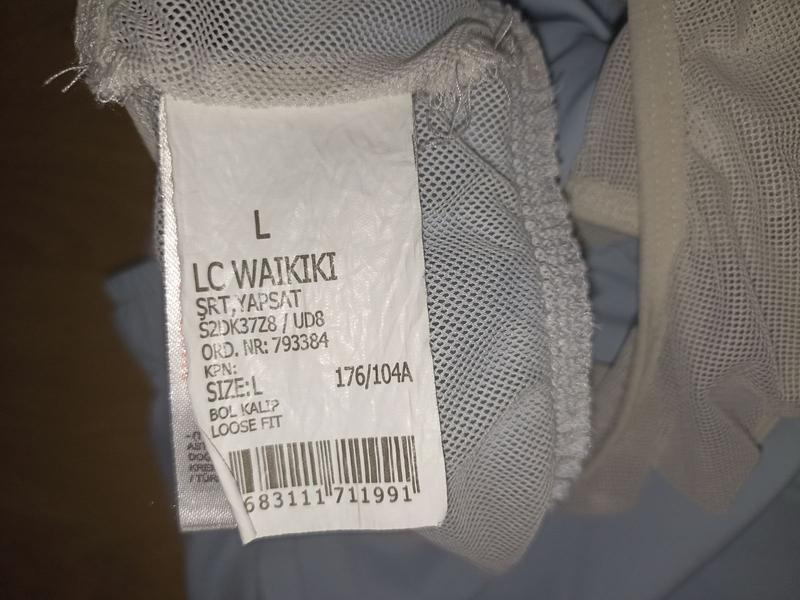 L
LC WAIKIKI
ŞRT,YAPSAT
S2DK37Z8 / UD8
ORD. NR: 793384
KPN:
SIZE:L 176/104A
BOL KALIP
LOOSE FIT
683111 711991